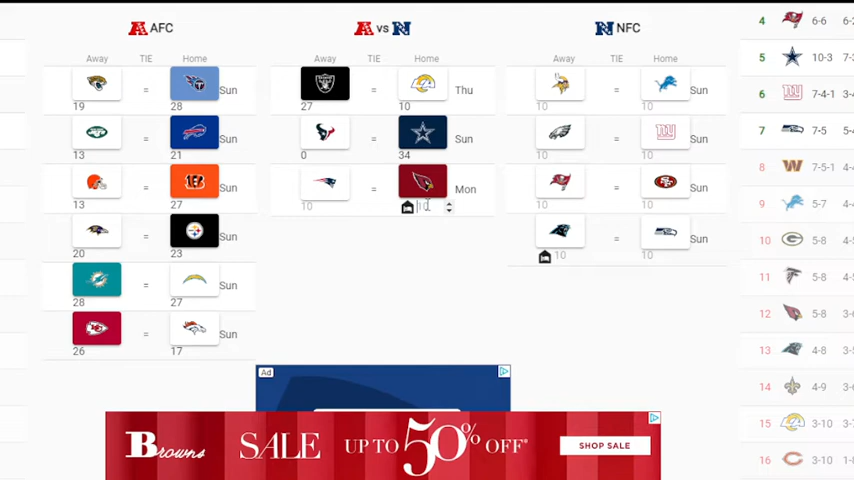 AFC
Away TIE Home
= Sun
19 28
= Sun
13 21
= Sun
13 27
= Sun
20 23
= Sun
28 27
= Sun
26 17
vs
Away TIE Home
= Thu
27 10
= Sun
0 34
= Mon
10
NFC
Away TIE Home
= Sun
10 10
= Sun
10 10
= Sun
10 10
= Sun
10 10
4 6-6
5 10-3
6 7-4-1
7 7-5
8 7-5-1
9 5-7
10 5-8
11 5-8
12 5-8
13 4-8
14 4-9
15 3-10
16 3-10
Ad
BROWNS SALE UP TO 50% OFF* SHOP SALE